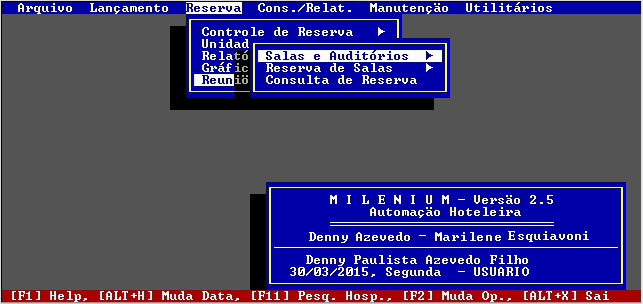 Arquivo Lançamento Reserva Cons./Relat. Manutenção Utilitários
Controle de Reserva ►
Unidad
Relató
Gráfic
Reuniõ
Salas e Auditórios ►
Reserva de Salas ►
Consulta de Reserva
M I L E N I U M - Versäo 2.5
Automaçäo Hoteleira
Denny Azevedo - Marilene Esquiavoni
Denny Paulista Azevedo Filho
30/03/2015, Segunda - USUARIO
[F1] Help, [ALT+H] Muda Data, [F11] Pesq. Hosp., [F2] Muda Op., [ALT+X] Sai